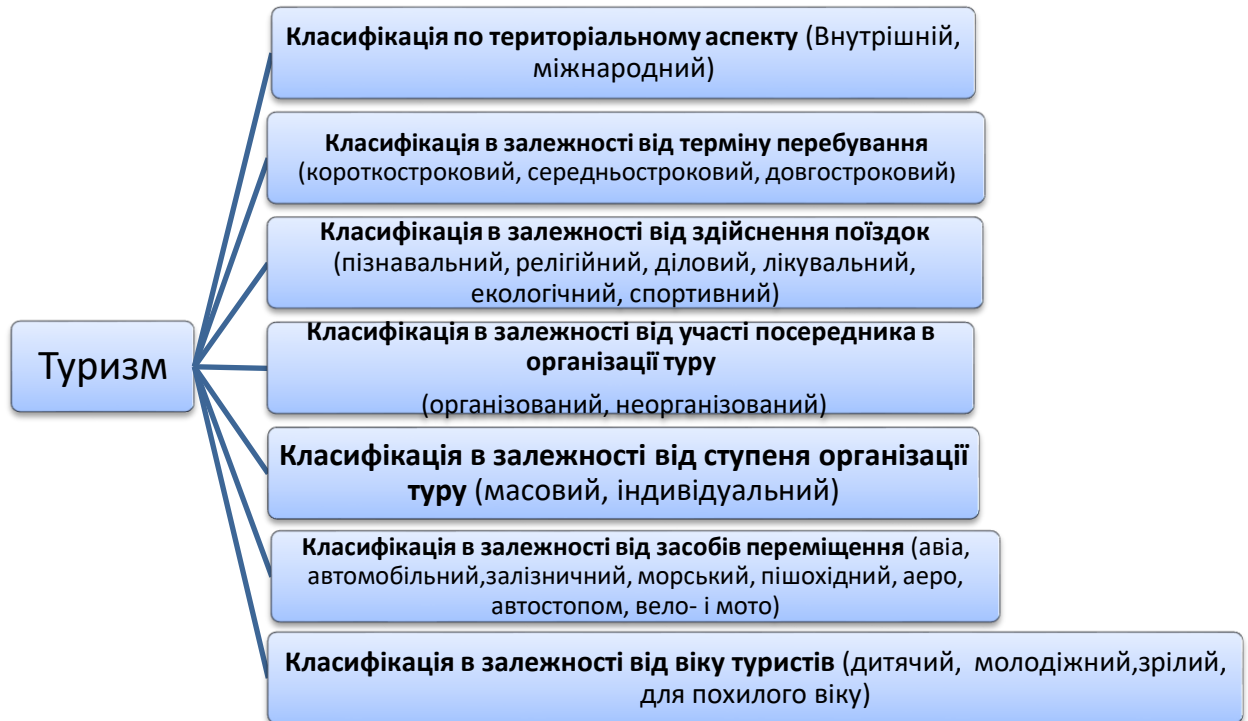 Класифікація по територіальному аспекту (Внутрішній,
міжнародний)
Класифікація в залежності від терміну перебування
(короткостроковий, середньостроковий, довгостроковий)
Класифікація в залежності від здійснення поїздок
(пізнавальний, релігійний, діловий, лікувальний,
екологічний, спортивний)
Туризм
Класифікація в залежності від участі посередника в
організації туру
(організований, неорганізований)
Класифікація в залежності від ступеня організації
туру (масовий, індивідуальний)
Класифікація в залежності від засобів переміщення (авіа,
автомобільний,залізничний, морський, пішохідний, аеро,
автостопом, вело- і мото)
Класифікація в залежності від віку туристів (дитячий, молодіжний,зрілий,
для похилого віку)